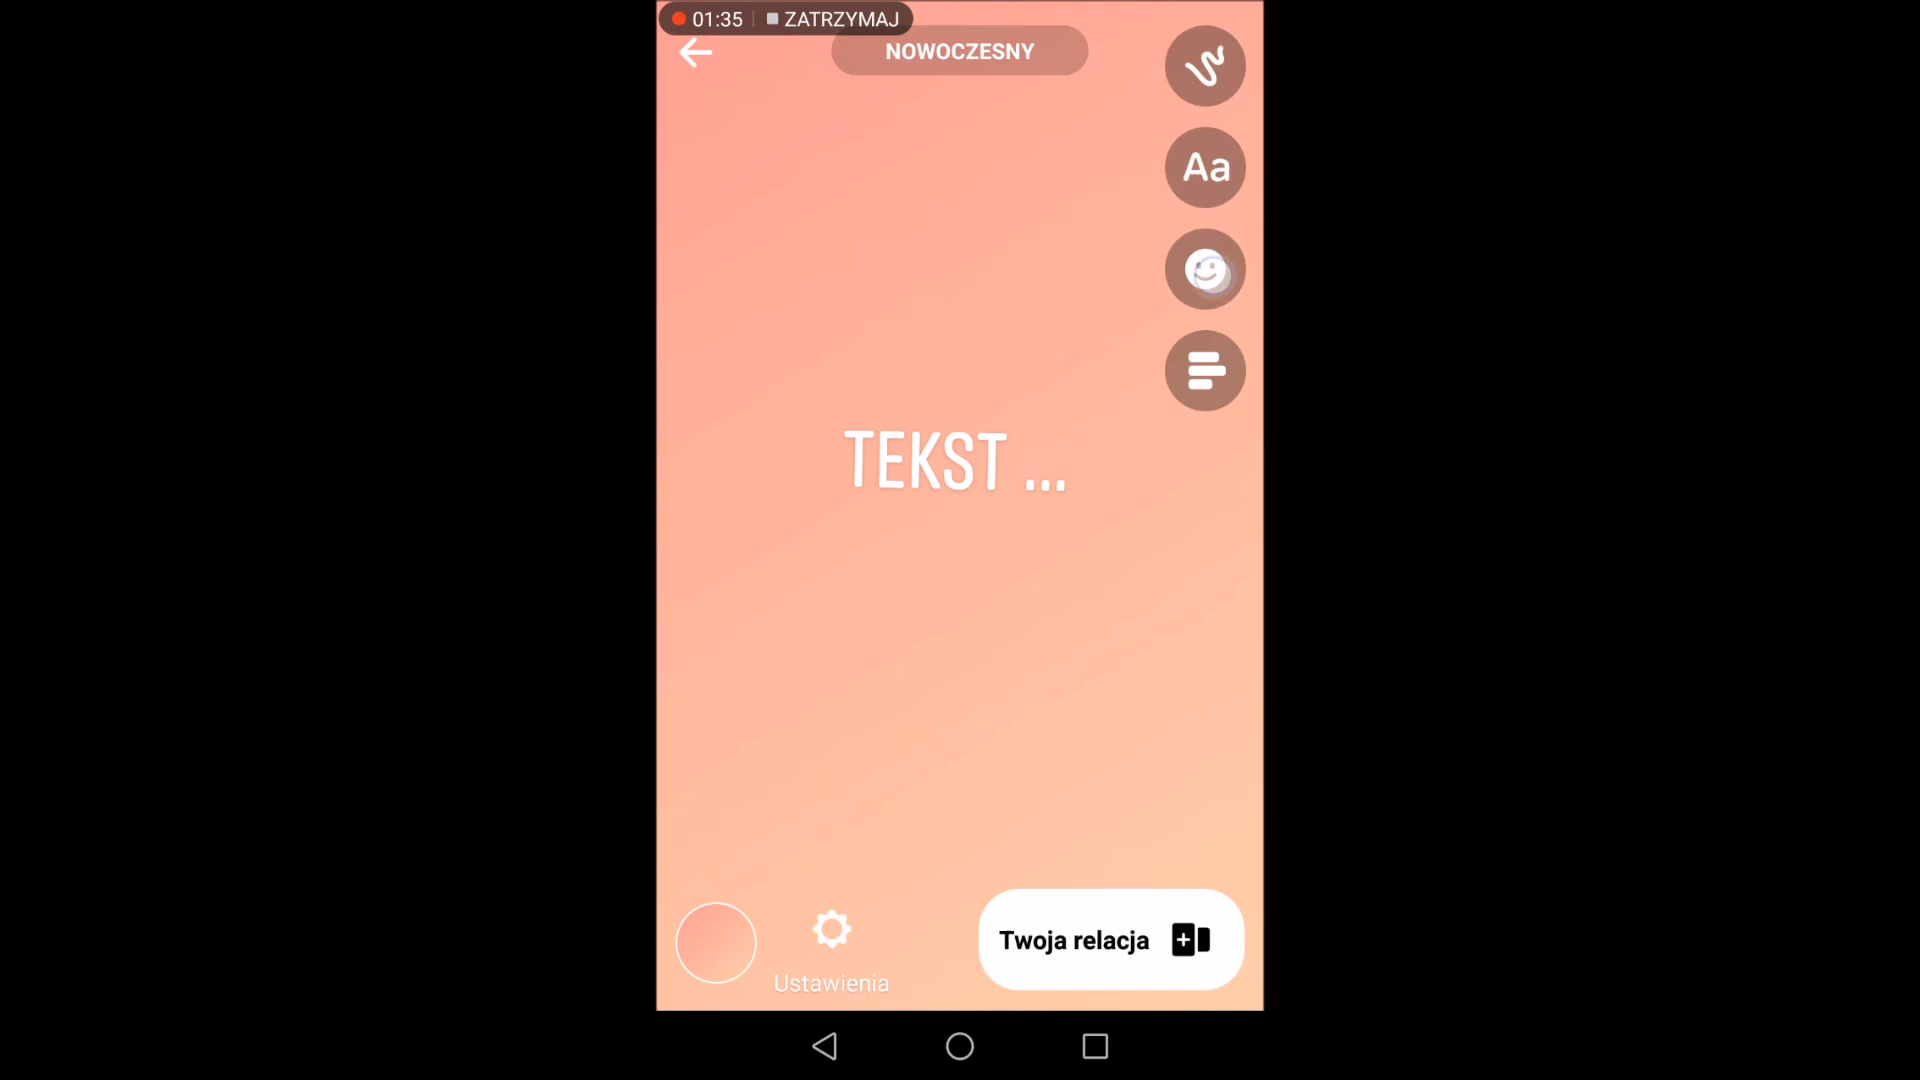 01:35 ZATRZYMAJ
NOWOCZESNY
Aa
TEKST ...
Twoja relacja
Ustawienia